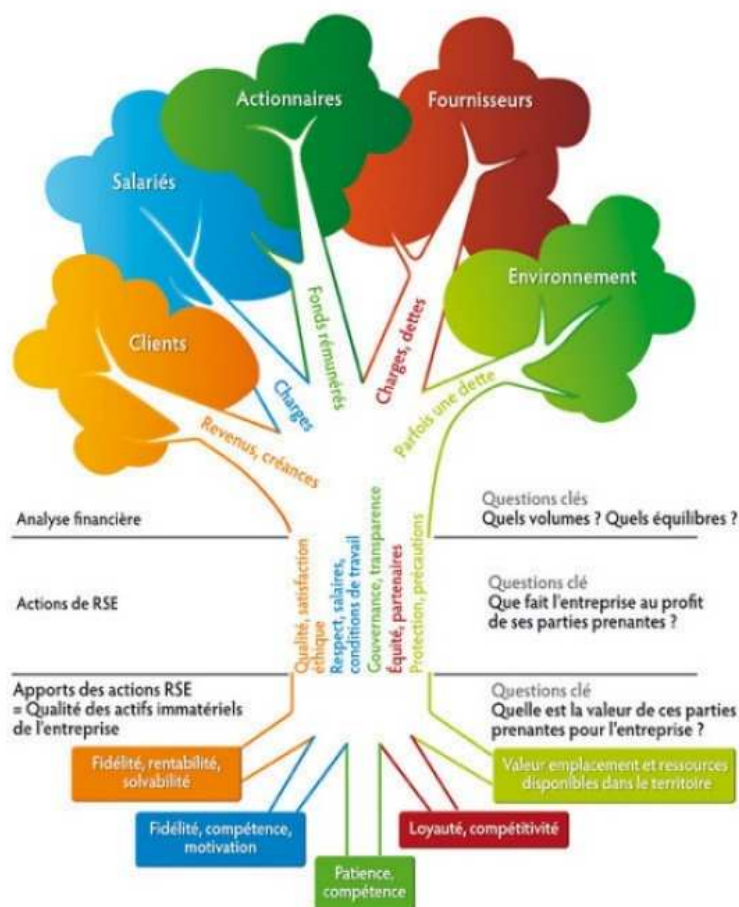 Actionnaires
Fournisseurs
Salariés
Environnement
Clients
Fonds rémunérés
Charges, dettes
Charges
Parfois une dette
Revenus, créances
Analyse financière
Questions clés
Quels volumes ? Quels équilibres ?
Qualité, satisfaction
éthique
Respect, salaires,
conditions de travail
Gouvernance, transparence
Équité, partenaires
Protection, précautions
Actions de RSE
Questions clé
Que fait l'entreprise au profit
de ses parties prenantes ?
Apports des actions RSE
= Qualité des actifs immatériels
de l'entreprise
Questions clé
Quelle est la valeur de ces parties
prenantes pour l'entreprise ?
Fidélité, rentabilité,
solvabilité
Valeur emplacement et ressources
disponibles dans le territoire
Fidélité, compétence,
motivation
Loyauté, compétitivité
Patience,
compétence